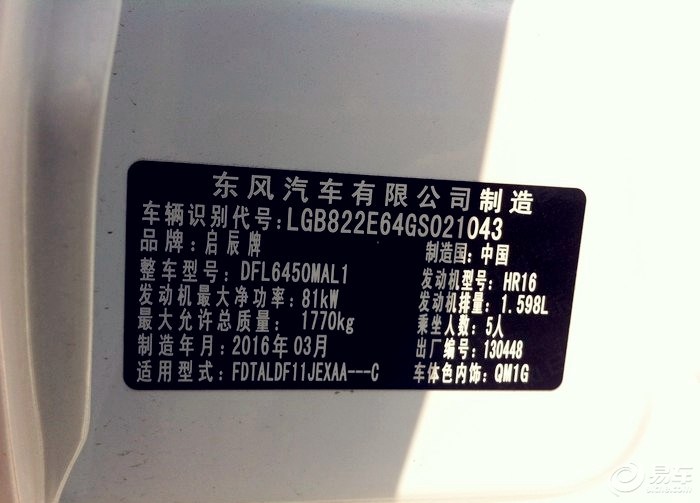 东风汽车有限公司制造
车辆识别代号: LGB822E64GS021043
品牌: 启辰牌 制造国: 中国
整车型号: DFL6450MAL1 发动机型号: HR16
发动机最大净功率: 81kW 发动机排量: 1.598L
最大允许总质量: 1770kg 乘坐人数: 5人
制造年月: 2016年03月 出厂编号: 130448
适用型式: FDTALDF11JEXAA---C 车体色内饰: QM1G
易车